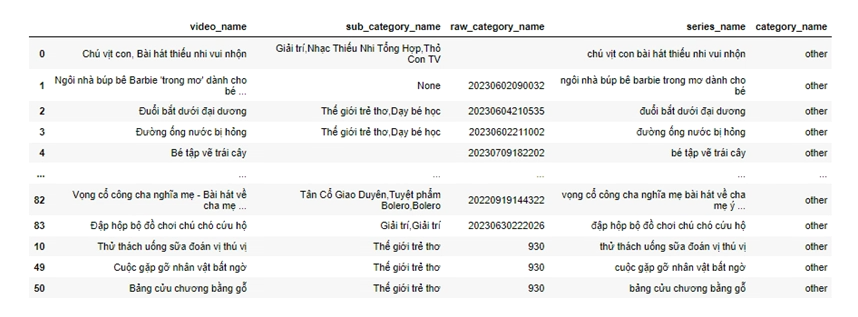 video_name sub_category_name raw_category_name series_name category_name
0 Chú vịt con, Bài hát thiếu nhi vui nhộn Giải trí,Nhạc Thiếu Nhi Tổng Hợp,Thỏ Con TV chú vịt con bài hát thiếu nhi vui nhộn other
1 Ngôi nhà búp bê Barbie 'trong mơ' dành cho bé ... None 20230602090032 ngôi nhà búp bê barbie trong mơ dành cho bé other
2 Đuổi bắt dưới đại dương Thế giới trẻ thơ,Dạy bé học 20230604210535 đuổi bắt dưới đại dương other
3 Đường ống nước bị hỏng Thế giới trẻ thơ,Dạy bé học 20230602211002 đường ống nước bị hỏng other
4 Bé tập vẽ trái cây 20230709182202 bé tập vẽ trái cây other
... ... ... ... ... ...
82 Vọng cổ công cha nghĩa mẹ - Bài hát về cha mẹ ... Tân Cổ Giao Duyên,Tuyệt phẩm Bolero,Bolero 20220919144322 vọng cổ công cha nghĩa mẹ bài hát về cha mẹ ý ... other
83 Đập hộp bộ đồ chơi chú chó cứu hộ Giải trí,Giải trí 20230630222026 đập hộp bộ đồ chơi chú chó cứu hộ other
10 Thử thách uống sữa đoán vị thú vị Thế giới trẻ thơ 930 thử thách uống sữa đoán vị thú vị other
49 Cuộc gặp gỡ nhân vật bất ngờ Thế giới trẻ thơ 930 cuộc gặp gỡ nhân vật bất ngờ other
50 Bảng cửu chương bằng gỗ Thế giới trẻ thơ 930 bảng cửu chương bằng gỗ other